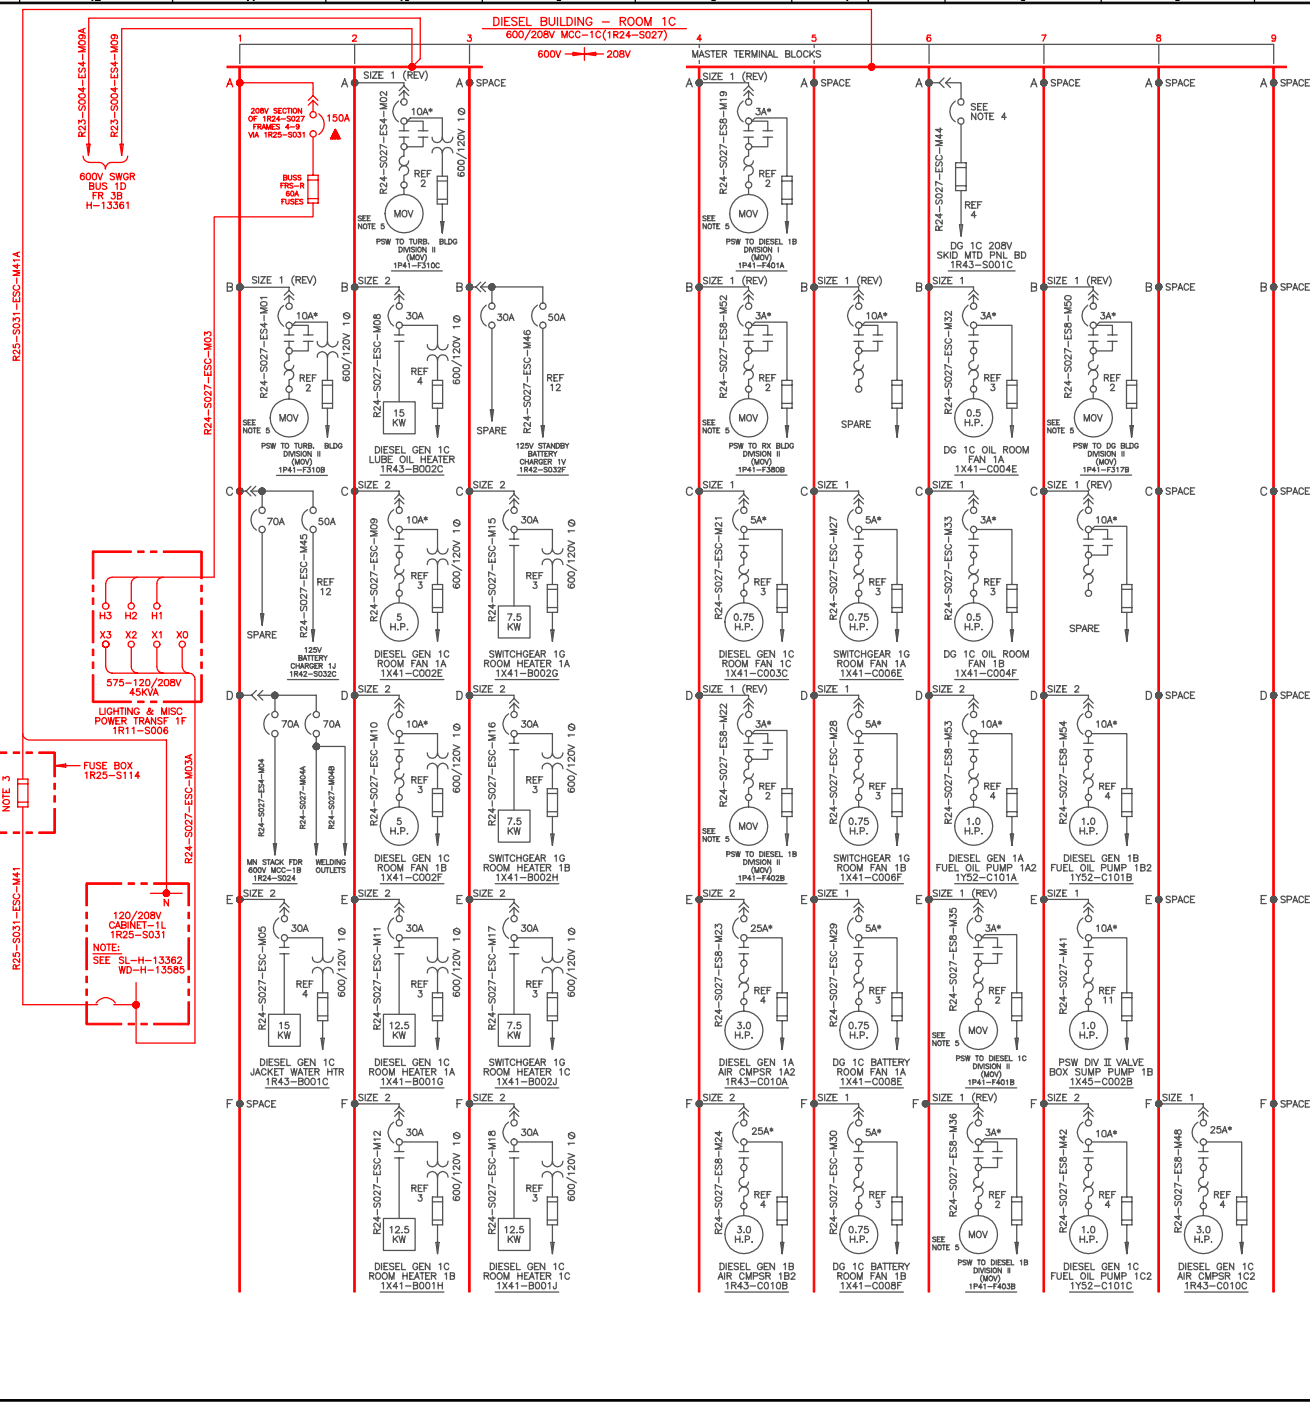 DIESEL BUILDING – ROOM 1C
600/208V MCC-1C(1R24-S027)
600V 208V
1 2 3 4 5 6 7 8 9
MASTER TERMINAL BLOCKS
R23-S004-ES4-M09A
R23-S004-ES4-M09
600V SWGR
BUS 1D
FR 3B
H-13361
R25-S031-ESC-M41A
R24-S027-ESC-M03
A
208V SECTION
OF 1R24-S027
FRAMES 4-9
VIA 1R25-S031
150A
BUSS
FRS-R
60A
FUSES
A
SIZE 1 (REV)
R24-S027-ES4-M02
10A*
600/120V 1Ø
REF
2
MOV
SEE
NOTE 5
PSW TO TURB. BLDG
DIVISION II
(MOV)
1P41-F310C
A SPACE
A
SIZE 1 (REV)
R24-S027-ES8-M19
3A*
REF
2
MOV
SEE
NOTE 5
PSW TO DIESEL 1B
DIVISION II
(MOV)
1P41-F401A
A SPACE
A
SEE
NOTE 4
R24-S027-ESC-M44
REF
4
DG 1C 208V
SKID MTD PNL BD
1R43-S001C
A SPACE
A SPACE
A SPACE
B
SIZE 1 (REV)
R24-S027-ES4-M01
10A*
600/120V 1Ø
REF
2
MOV
SEE
NOTE 5
PSW TO TURB. BLDG
DIVISION II
(MOV)
1P41-F310B
B
SIZE 2
R24-S027-ESC-M08
30A
600/120V 1Ø
REF
4
15
KW
DIESEL GEN 1C
LUBE OIL HEATER
1R43-B002C
B
30A
50A
R24-S027-ESC-M46
REF
12
SPARE
125V STANDBY
BATTERY
CHARGER 1V
1R42-S032F
B
SIZE 1 (REV)
R24-S027-ES8-M52
3A*
REF
2
MOV
SEE
NOTE 5
PSW TO RX BLDG
DIVISION II
(MOV)
1P41-F380B
B
SIZE 1 (REV)
10A*
SPARE
B
SIZE 1
R24-S027-ESC-M32
3A*
REF
3
0.5
H.P.
DG 1C OIL ROOM
FAN 1A
1X41-C004E
B
SIZE 1 (REV)
R24-S027-ES8-M50
3A*
REF
2
MOV
SEE
NOTE 5
PSW TO DG BLDG
DIVISION II
(MOV)
1P41-F317B
B SPACE
B SPACE
C
70A
50A
R24-S027-ESC-M45
REF
12
SPARE
125V
BATTERY
CHARGER 1J
1R42-S032C
C
SIZE 2
R24-S027-ESC-M09
10A*
600/120V 1Ø
REF
3
5
H.P.
DIESEL GEN 1C
ROOM FAN 1A
1X41-C002E
C
SIZE 2
R24-S027-ESC-M15
30A
600/120V 1Ø
REF
3
7.5
KW
SWITCHGEAR 1G
ROOM HEATER 1A
1X41-B002G
C
SIZE 1
R24-S027-ESC-M21
5A*
REF
3
0.75
H.P.
DIESEL GEN 1C
ROOM FAN 1C
1X41-C003C
C
SIZE 1
R24-S027-ESC-M27
5A*
REF
3
0.75
H.P.
SWITCHGEAR 1G
ROOM FAN 1A
1X41-C006E
C
SIZE 1
R24-S027-ESC-M33
3A*
REF
3
0.5
H.P.
DG 1C OIL ROOM
FAN 1B
1X41-C004F
C
SIZE 1 (REV)
10A*
SPARE
C SPACE
C SPACE
H3 H2 H1
X3 X2 X1 X0
575-120/208V
45KVA
LIGHTING & MISC
POWER TRANSF 1F
1R11-S006
FUSE BOX
1R25-S114
NOTE 3
R24-S027-ESC-M03A
R25-S031-ESC-M41
N
120/208V
CABINET-1L
1R25-S031
NOTE:
SEE SL-H-13362
WD-H-13585
D
70A
70A
R24-S027-ES4-M04
R24-S027-M04A
R24-S027-M04B
MN STACK FDR
600V MCC-1B
1R24-S024
WELDING
OUTLETS
D
SIZE 2
R24-S027-ESC-M10
10A*
600/120V 1Ø
REF
3
5
H.P.
DIESEL GEN 1C
ROOM FAN 1B
1X41-C002F
D
SIZE 2
R24-S027-ESC-M16
30A
600/120V 1Ø
REF
3
7.5
KW
SWITCHGEAR 1G
ROOM HEATER 1B
1X41-B002H
D
SIZE 1 (REV)
R24-S027-ES8-M22
3A*
REF
2
MOV
SEE
NOTE 5
PSW TO DIESEL 1B
DIVISION II
(MOV)
1P41-F402B
D
SIZE 1
R24-S027-ESC-M28
5A*
REF
3
0.75
H.P.
SWITCHGEAR 1G
ROOM FAN 1B
1X41-C006F
D
SIZE 2
R24-S027-ES8-M53
10A*
REF
4
1.0
H.P.
DIESEL GEN 1A
FUEL OIL PUMP 1A2
1Y52-C101A
D
SIZE 2
R24-S027-ES8-M54
10A*
REF
4
1.0
H.P.
DIESEL GEN 1B
FUEL OIL PUMP 1B2
1Y52-C101B
D SPACE
D SPACE
E
SIZE 2
R24-S027-ESC-M05
30A
600/120V 1Ø
REF
4
15
KW
DIESEL GEN 1C
JACKET WATER HTR
1R43-B001C
E
SIZE 2
R24-S027-ESC-M11
30A
600/120V 1Ø
REF
3
12.5
KW
DIESEL GEN 1C
ROOM HEATER 1A
1X41-B001G
E
SIZE 2
R24-S027-ESC-M17
30A
600/120V 1Ø
REF
3
7.5
KW
SWITCHGEAR 1G
ROOM HEATER 1C
1X41-B002J
E
SIZE 2
R24-S027-ES8-M23
25A*
REF
4
3.0
H.P.
DIESEL GEN 1A
AIR CMPSR 1A2
1R43-C010A
E
SIZE 1
R24-S027-ESC-M29
5A*
REF
3
0.75
H.P.
DG 1C BATTERY
ROOM FAN 1A
1X41-C008E
E
SIZE 1 (REV)
R24-S027-ES8-M35
3A*
REF
2
MOV
SEE
NOTE 5
PSW TO DIESEL 1C
DIVISION II
(MOV)
1P41-F401B
E
SIZE 1
R24-S027-M41
10A*
REF
11
1.0
H.P.
PSW DIV II VALVE
BOX SUMP PUMP 1B
1X45-C002B
E SPACE
E SPACE
F SPACE
F
SIZE 2
R24-S027-ESC-M12
30A
600/120V 1Ø
REF
3
12.5
KW
DIESEL GEN 1C
ROOM HEATER 1B
1X41-B001H
F
SIZE 2
R24-S027-ESC-M18
30A
600/120V 1Ø
REF
3
12.5
KW
DIESEL GEN 1C
ROOM HEATER 1C
1X41-B001J
F
SIZE 2
R24-S027-ES8-M24
25A*
REF
4
3.0
H.P.
DIESEL GEN 1B
AIR CMPSR 1B2
1R43-C010B
F
SIZE 1
R24-S027-ESC-M30
5A*
REF
3
0.75
H.P.
DG 1C BATTERY
ROOM FAN 1B
1X41-C008F
F
SIZE 1 (REV)
R24-S027-ES8-M36
3A*
REF
2
MOV
SEE
NOTE 5
PSW TO DIESEL 1B
DIVISION II
(MOV)
1P41-F403B
F
SIZE 2
R24-S027-ES8-M42
10A*
REF
4
1.0
H.P.
DIESEL GEN 1C
FUEL OIL PUMP 1C2
1Y52-C101C
F
SIZE 1
R24-S027-ES8-M48
25A*
REF
4
3.0
H.P.
DIESEL GEN 1C
AIR CMPSR 1C2
1R43-C010C
F SPACE